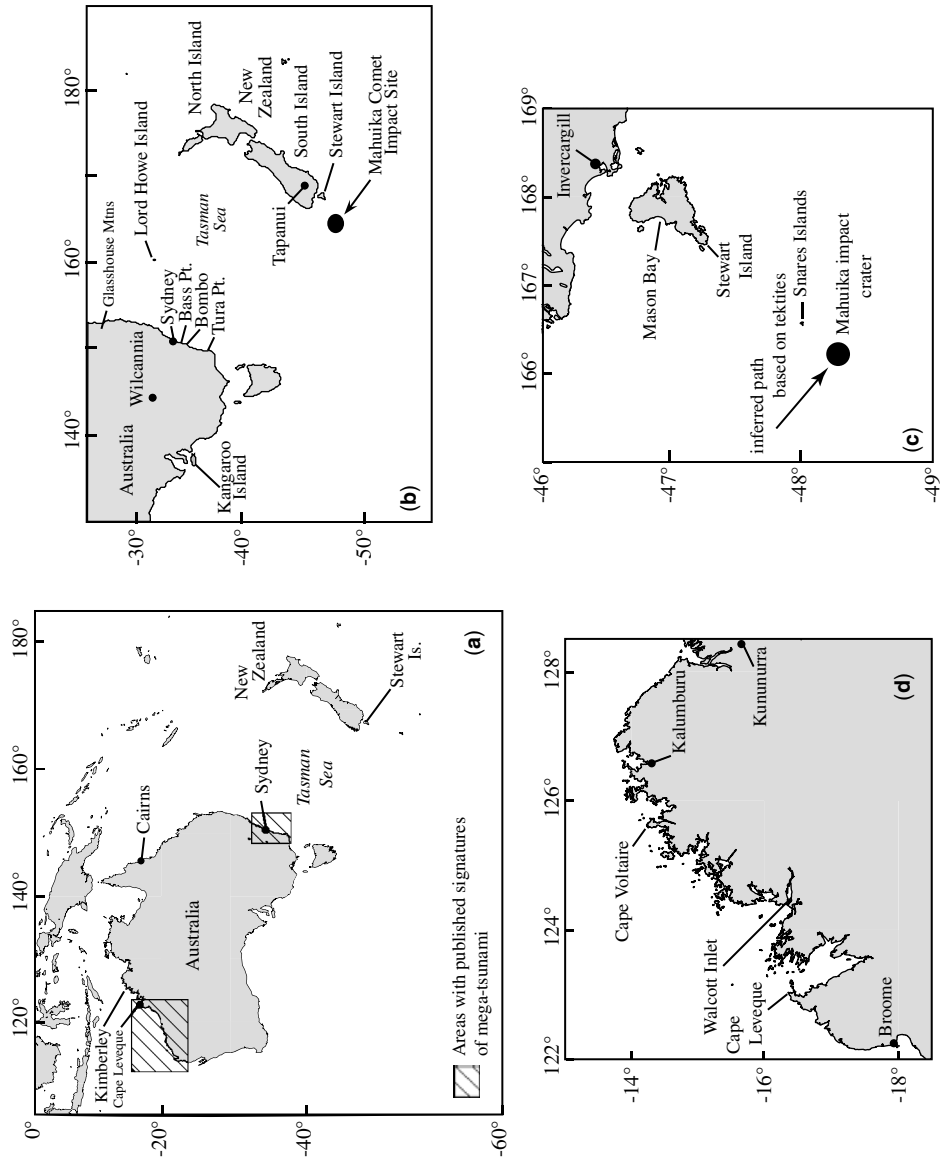 120°
140°
160°
180°
0°
-20°
-40°
-60°
Kimberley
Cape Leveque
Cairns
Australia
Sydney
Tasman
Sea
New
Zealand
Stewart
Is.
(a)
Areas with published signatures
of mega-tsunami
140°
160°
180°
-30°
-40°
-50°
Australia
Wilcannia
Glasshouse Mtns
Lord Howe Island
Sydney
Bass Pt.
Bombo
Tura Pt.
Tasman
Sea
Kangaroo
Island
North Island
New
Zealand
South Island
Stewart Island
Tapanui
Mahuika Comet
Impact Site
(b)
166°
167°
168°
169°
-46°
-47°
-48°
-49°
Invercargill
Mason Bay
Stewart
Island
inferred path
based on tektites
Snares Islands
Mahuika impact
crater
(c)
122°
124°
126°
128°
-14°
-16°
-18°
Cape Voltaire
Kalumburu
Walcott Inlet
Cape
Leveque
Kununurra
Broome
(d)